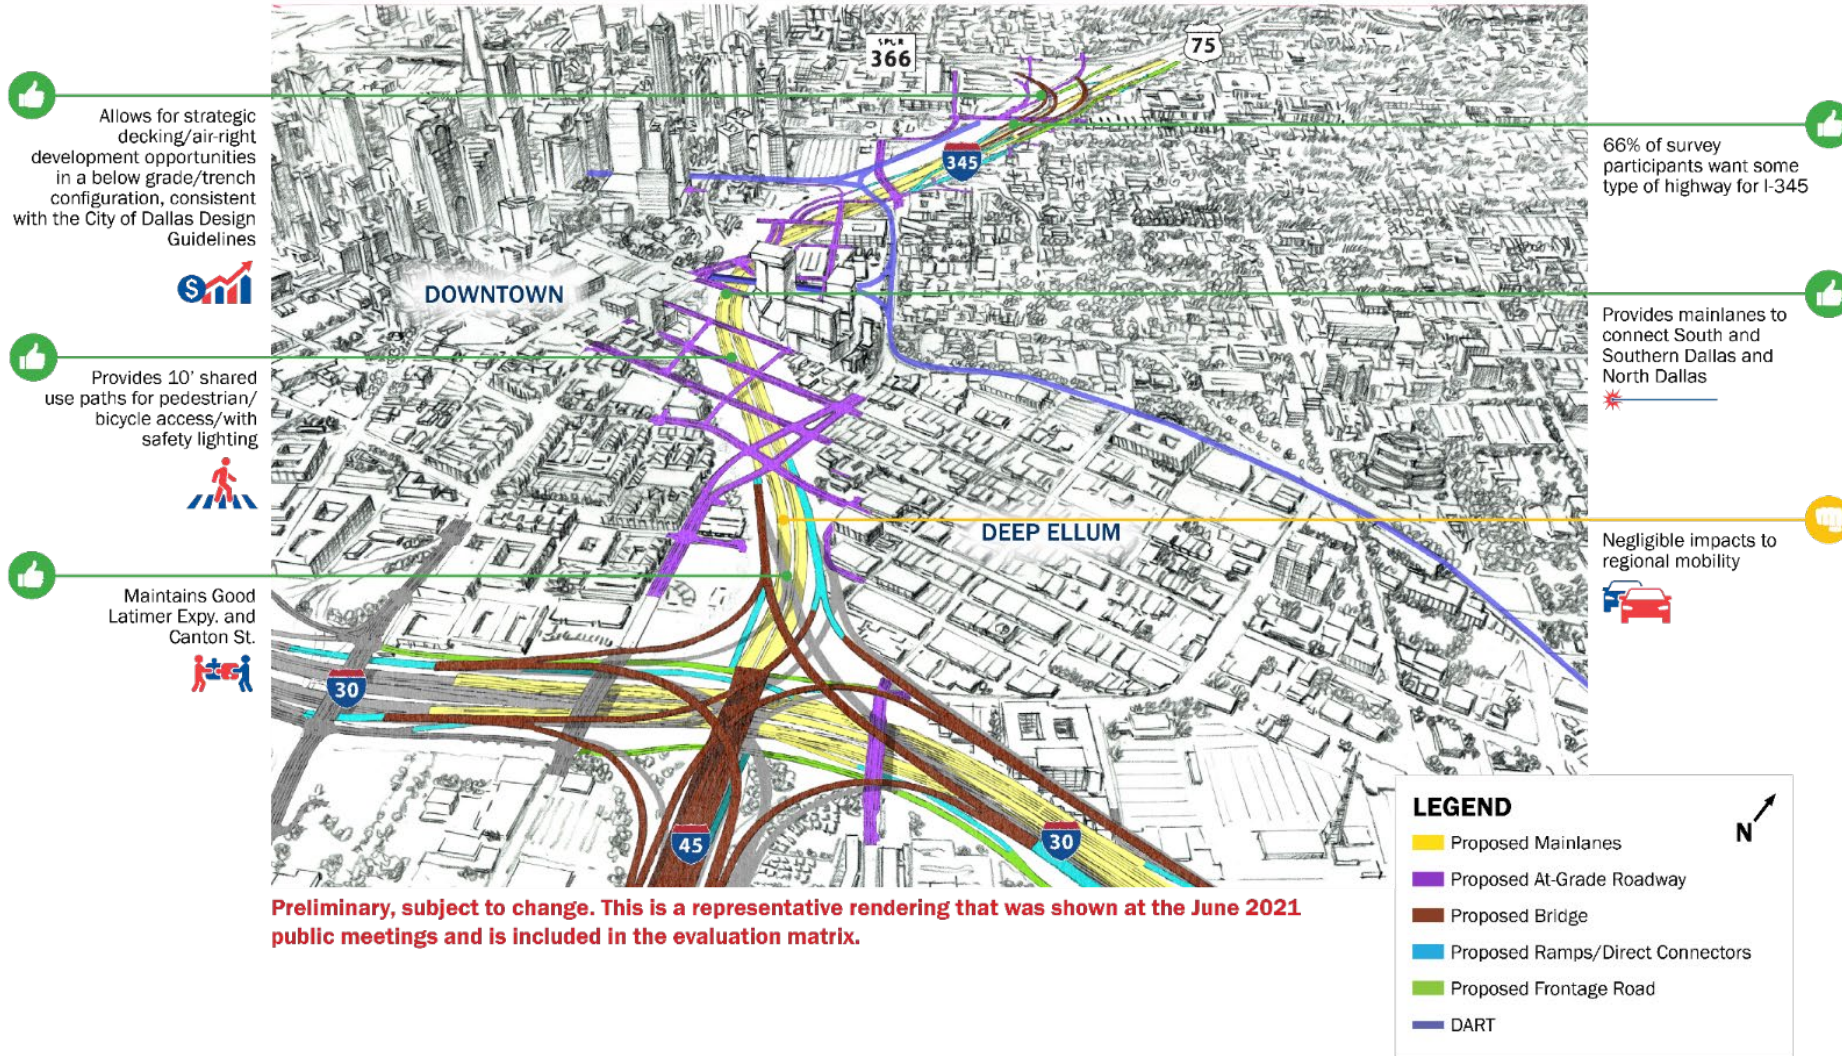 Allows for strategic
decking/air-right
development opportunities
in a below grade/trench
configuration, consistent
with the City of Dallas Design
Guidelines
$
Provides 10' shared
use paths for pedestrian/
bicycle access/with
safety lighting
Maintains Good
Latimer Expy. and
Canton St.
SPUR
366
75
345
DOWNTOWN
DEEP ELLUM
30
45
30
66% of survey
participants want some
type of highway for I-345
Provides mainlanes to
connect South and
Southern Dallas and
North Dallas
Negligible impacts to
regional mobility
Preliminary, subject to change. This is a representative rendering that was shown at the June 2021
public meetings and is included in the evaluation matrix.
LEGEND
N
Proposed Mainlanes
Proposed At-Grade Roadway
Proposed Bridge
Proposed Ramps/Direct Connectors
Proposed Frontage Road
DART